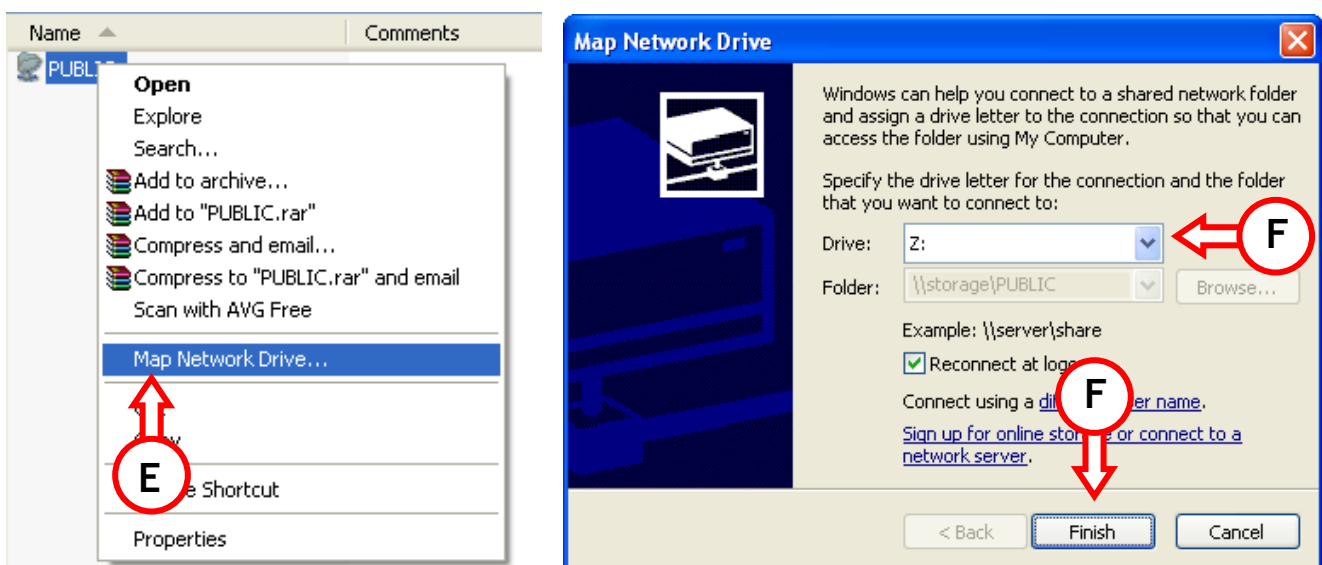 Name
Comments
PUBLIC
Open
Explore
Search...
Add to archive...
Add to "PUBLIC.rar"
Compress and email...
Compress to "PUBLIC.rar" and email
Scan with AVG Free
Map Network Drive...
E
Shortcut
Properties
Map Network Drive
Windows can help you connect to a shared network folder
and assign a drive letter to the connection so that you can
access the folder using My Computer.
Specify the drive letter for the connection and the folder
that you want to connect to:
Drive:
Z:
F
Folder:
\\storage\PUBLIC
Browse...
Example: \\server\share
Reconnect at
F
Connect using a
name.
Sign up for online storage or connect to a
network server.
< Back
Finish
Cancel